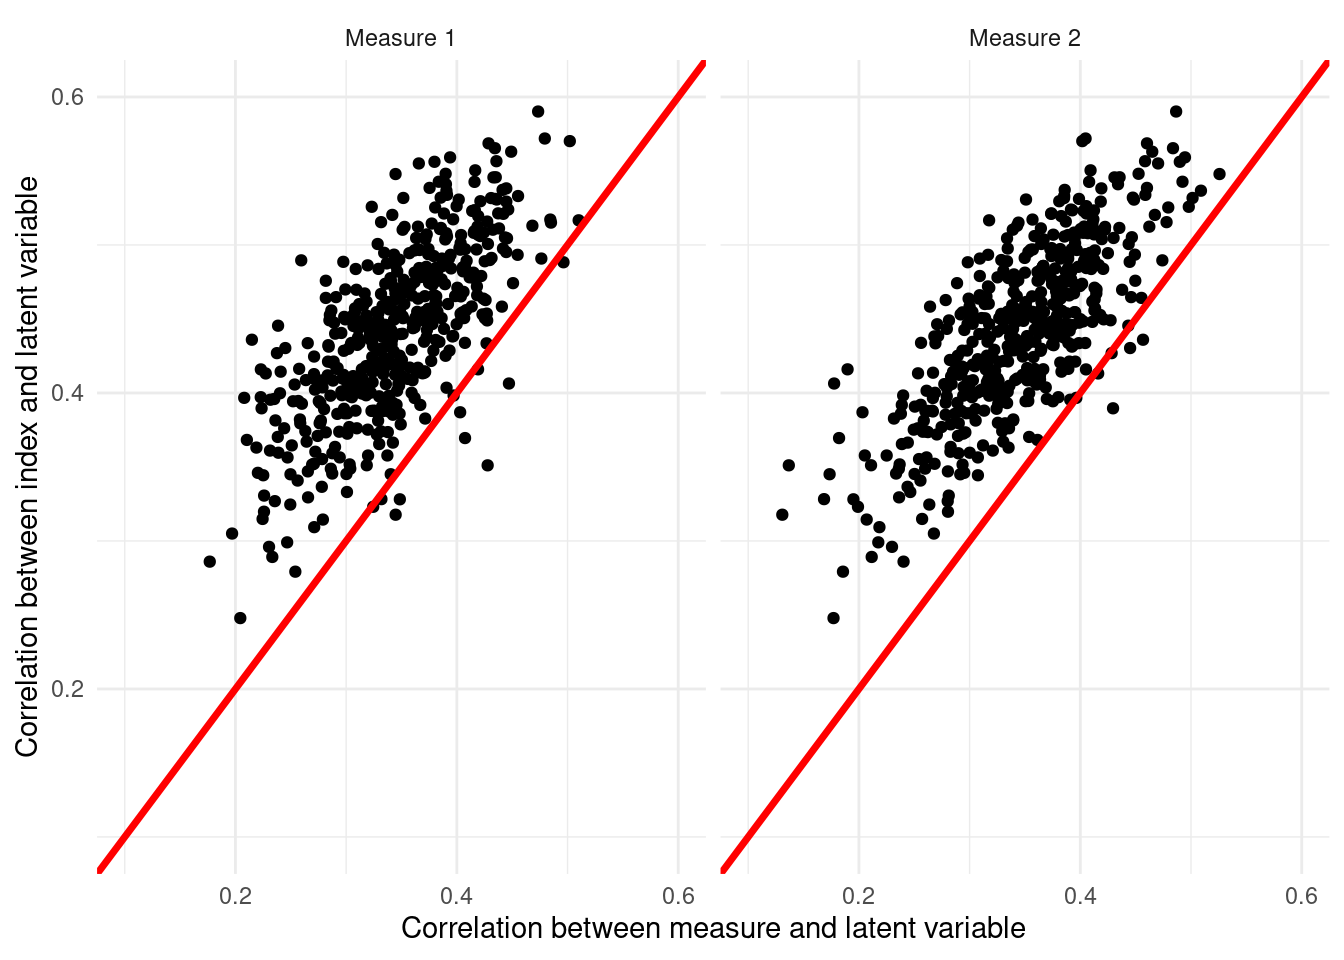 Measure 1
Measure 2
Correlation between index and latent variable
0.6
0.4
0.2
0.2
0.4
0.6
0.2
0.4
0.6
Correlation between measure and latent variable